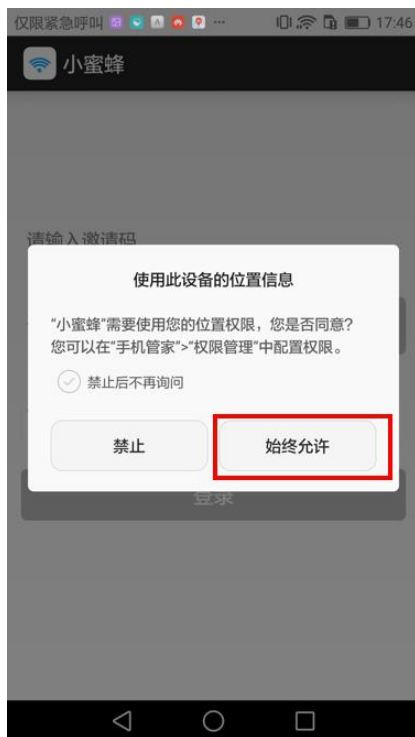 仅限紧急呼叫 ··· 17:46
小蜜蜂
请输入邀请码
使用此设备的位置信息
“小蜜蜂”需要使用您的位置权限，您是否同意？
您可以在“手机管家”>“权限管理”中配置权限。
禁止后不再询问
禁止
始终允许
登录